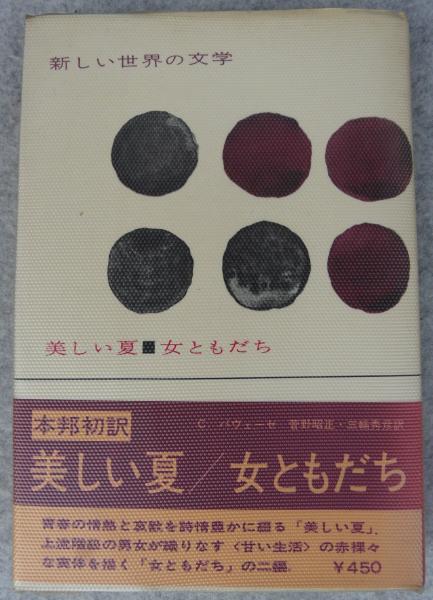 新しい世界の文学
美しい夏■女ともだち
本邦初訳
C パヴェーゼ 菅野昭正・三輪秀彦訳
美しい夏／女ともだち
青春の情熱と哀歓を詩情豊かに綴る「美しい夏」、
上流階級の男女が織りなす〈甘い生活〉の赤裸々
な実体を描く「女ともだち」の二編。 ￥450